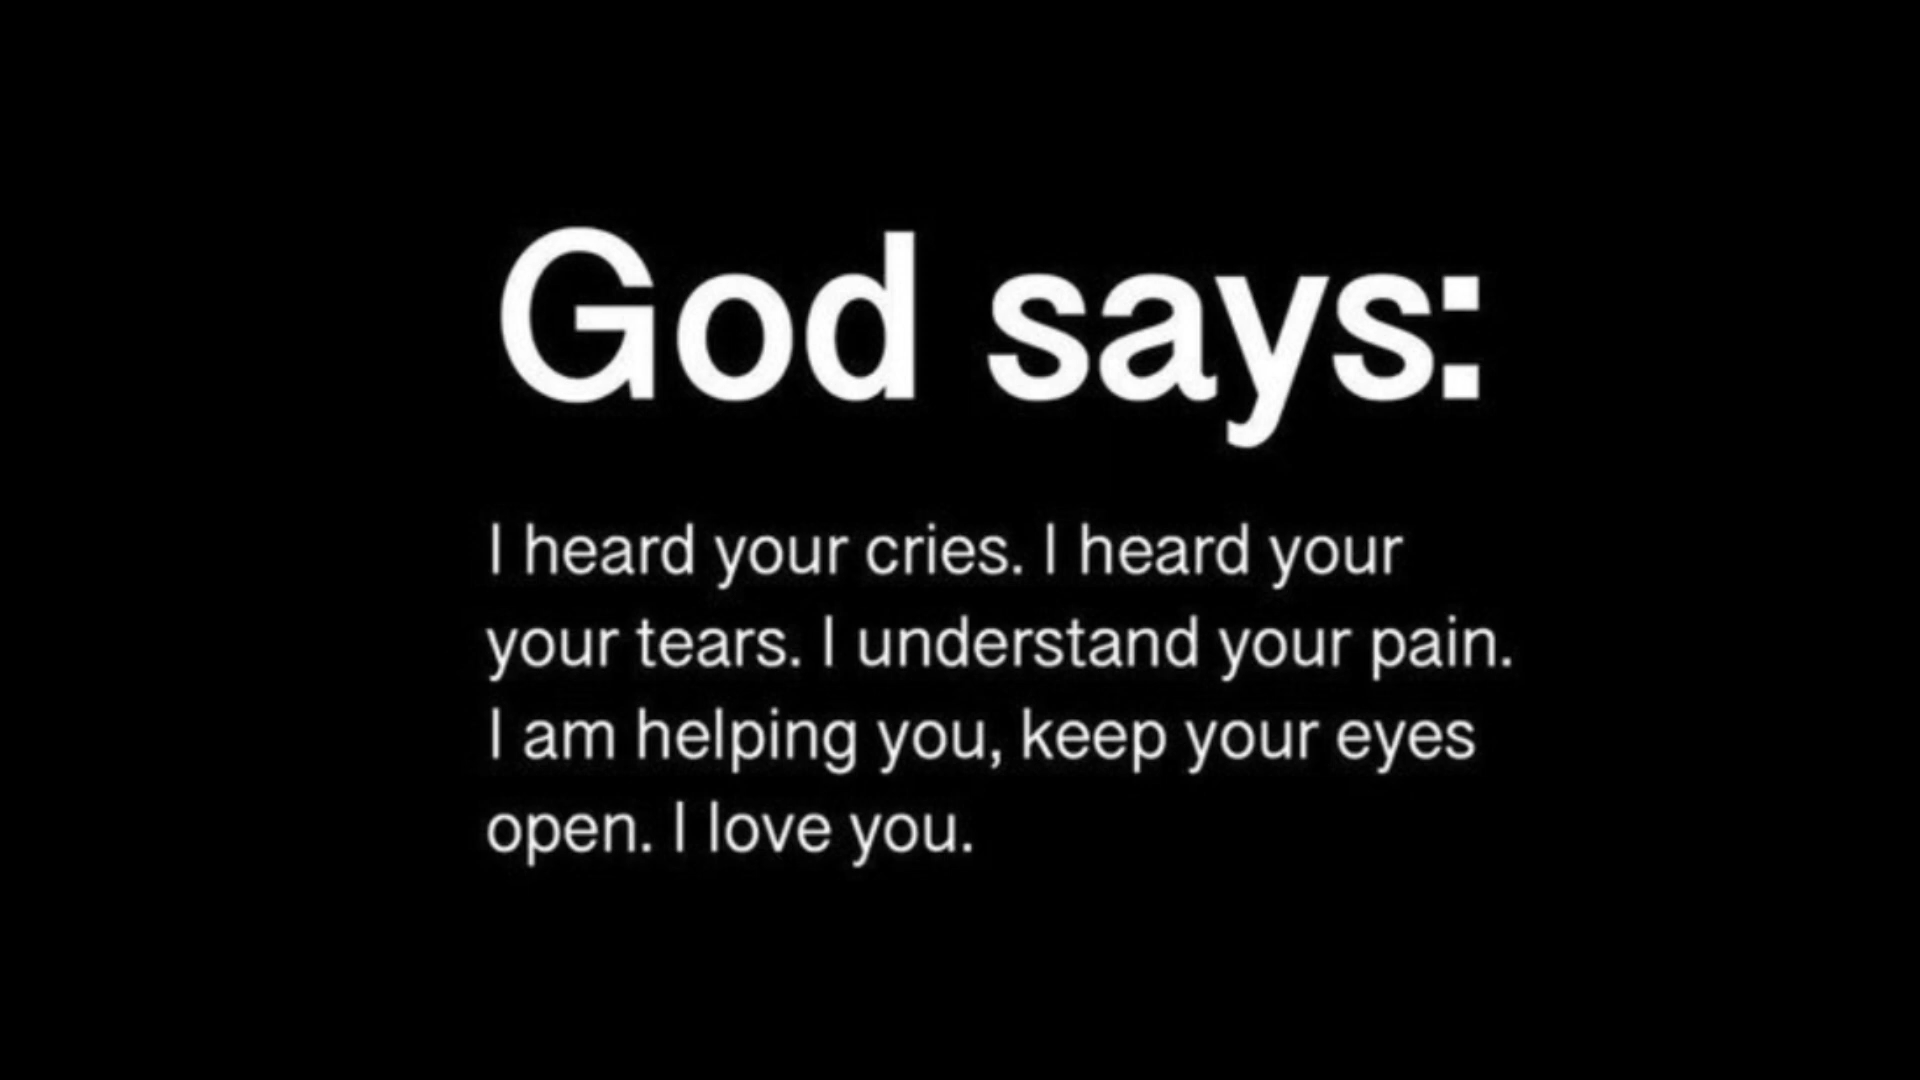 God says:
I heard your cries. I heard your
your tears. I understand your pain.
I am helping you, keep your eyes
open. I love you.